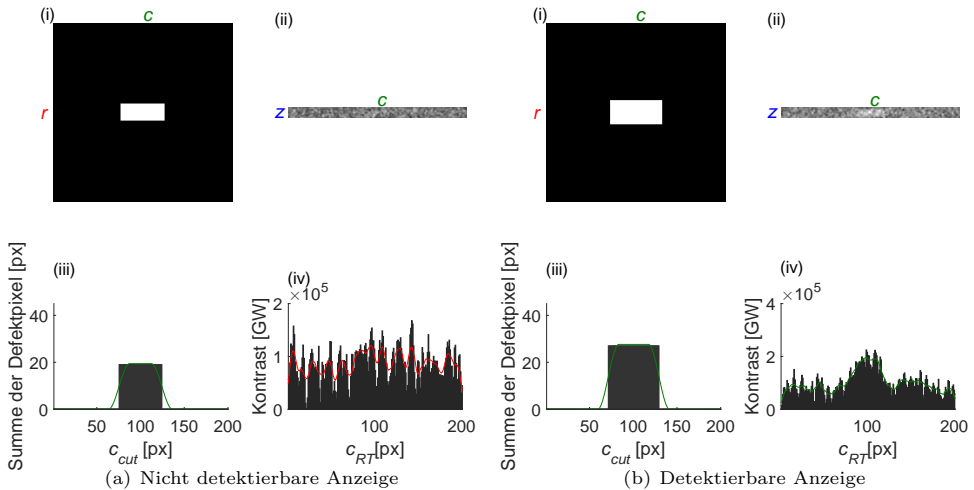 (i)
c
r
(ii)
c
z
(iii)
Summe der Defektpixel [px]
40
20
0
50 100 150 200
c_cut [px]
(iv)
×10^5
Kontrast [GW]
2
1
0
100 200
c_RT[px]
(a) Nicht detektierbare Anzeige
(i)
c
r
(ii)
c
z
(iii)
Summe der Defektpixel [px]
40
20
0
50 100 150 200
c_cut [px]
(iv)
×10^5
Kontrast [GW]
4
2
0
100 200
c_RT[px]
(b) Detektierbare Anzeige